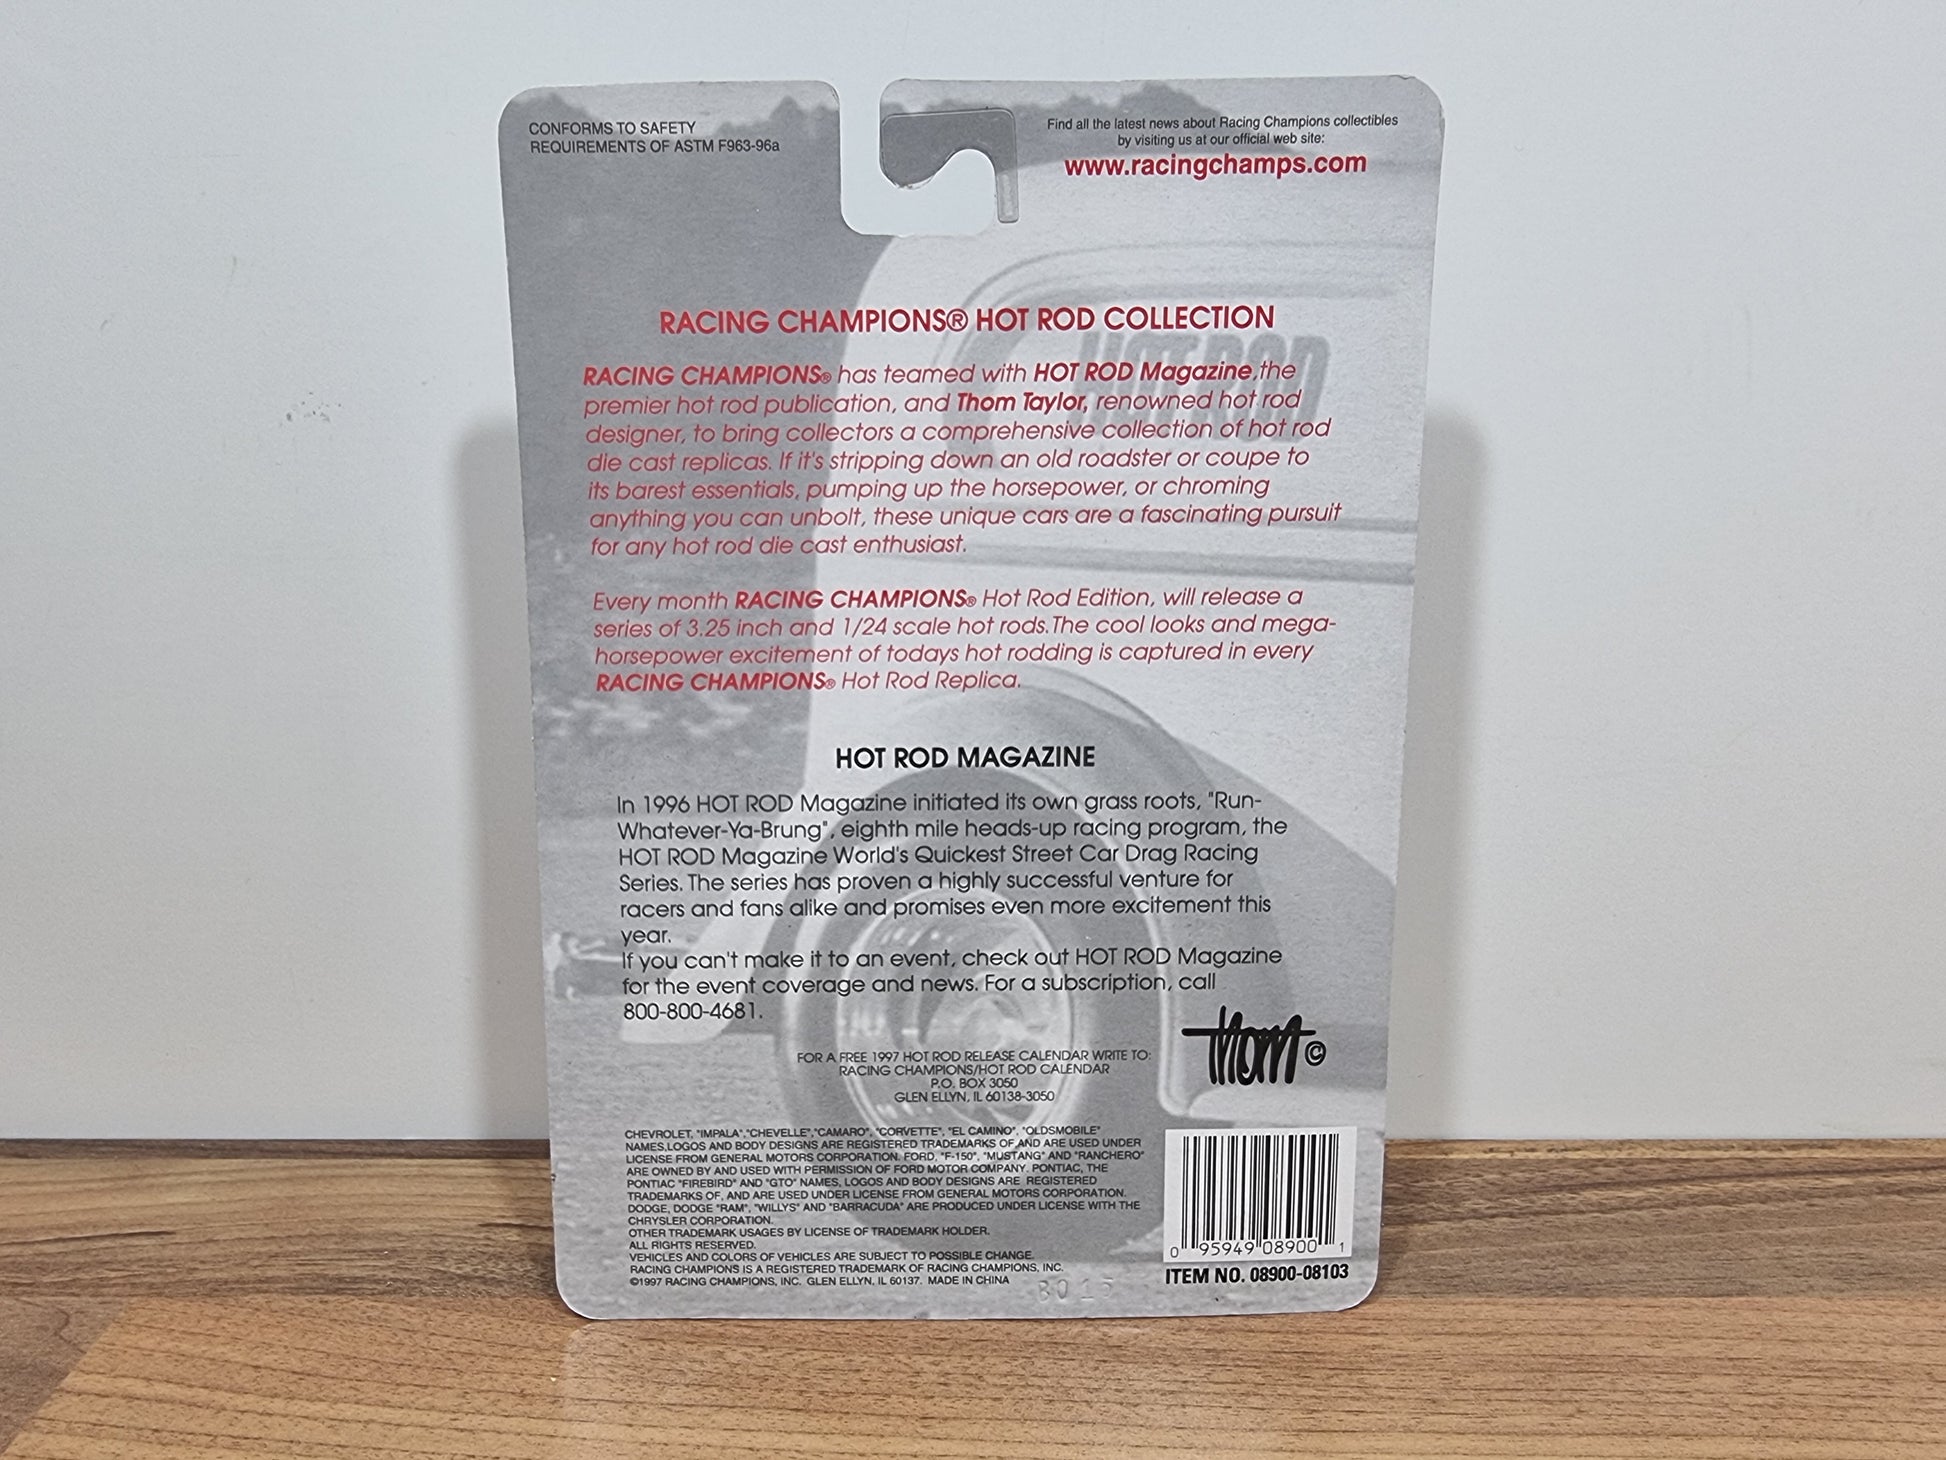 CONFORMS TO SAFETY
REQUIREMENTS OF ASTM F963-96a
Find all the latest news about Racing Champions collectibles
by visiting us at our official web site:
www.racingchamps.com
HOT ROD
RACING CHAMPIONS® HOT ROD COLLECTION
RACING CHAMPIONS® has teamed with HOT ROD Magazine,the
premier hot rod publication, and Thom Taylor, renowned hot rod
designer, to bring collectors a comprehensive collection of hot rod
die cast replicas. If it's stripping down an old roadster or coupe to
its barest essentials, pumping up the horsepower, or chroming
anything you can unbolt, these unique cars are a fascinating pursuit
for any hot rod die cast enthusiast.
Every month RACING CHAMPIONS® Hot Rod Edition, will release a
series of 3.25 inch and 1/24 scale hot rods.The cool looks and mega-
horsepower excitement of todays hot rodding is captured in every
RACING CHAMPIONS® Hot Rod Replica.
HOT ROD MAGAZINE
In 1996 HOT ROD Magazine initiated its own grass roots, "Run-
Whatever-Ya-Brung", eighth mile heads-up racing program, the
HOT ROD Magazine World's Quickest Street Car Drag Racing
Series. The series has proven a highly successful venture for
racers and fans alike and promises even more excitement this
year.
If you can't make it to an event, check out HOT ROD Magazine
for the event coverage and news. For a subscription, call
800-800-4681.
Thom ©
FOR A FREE 1997 HOT ROD RELEASE CALENDAR WRITE TO:
RACING CHAMPIONS/HOT ROD CALENDAR
P.O. BOX 3050
GLEN ELLYN, IL 60138-3050
CHEVROLET, "IMPALA","CHEVELLE","CAMARO", "CORVETTE", "EL CAMINO", "OLDSMOBILE"
NAMES,LOGOS AND BODY DESIGNS ARE REGISTERED TRADEMARKS OF AND ARE USED UNDER
LICENSE FROM GENERAL MOTORS CORPORATION. FORD, "F-150", "MUSTANG" AND "RANCHERO"
ARE OWNED BY AND USED WITH PERMISSION OF FORD MOTOR COMPANY. PONTIAC, THE
PONTIAC "FIREBIRD" AND "GTO" NAMES, LOGOS AND BODY DESIGNS ARE REGISTERED
TRADEMARKS OF, AND ARE USED UNDER LICENSE FROM GENERAL MOTORS CORPORATION.
DODGE, DODGE "RAM", "WILLYS" AND "BARRACUDA" ARE PRODUCED UNDER LICENSE WITH THE
CHRYSLER CORPORATION.
OTHER TRADEMARK USAGES BY LICENSE OF TRADEMARK HOLDER.
ALL RIGHTS RESERVED.
VEHICLES AND COLORS OF VEHICLES ARE SUBJECT TO POSSIBLE CHANGE.
RACING CHAMPIONS IS A REGISTERED TRADEMARK OF RACING CHAMPIONS, INC.
©1997 RACING CHAMPIONS, INC. GLEN ELLYN, IL 60137. MADE IN CHINA
0 95949 08900 1
ITEM NO. 08900-08103